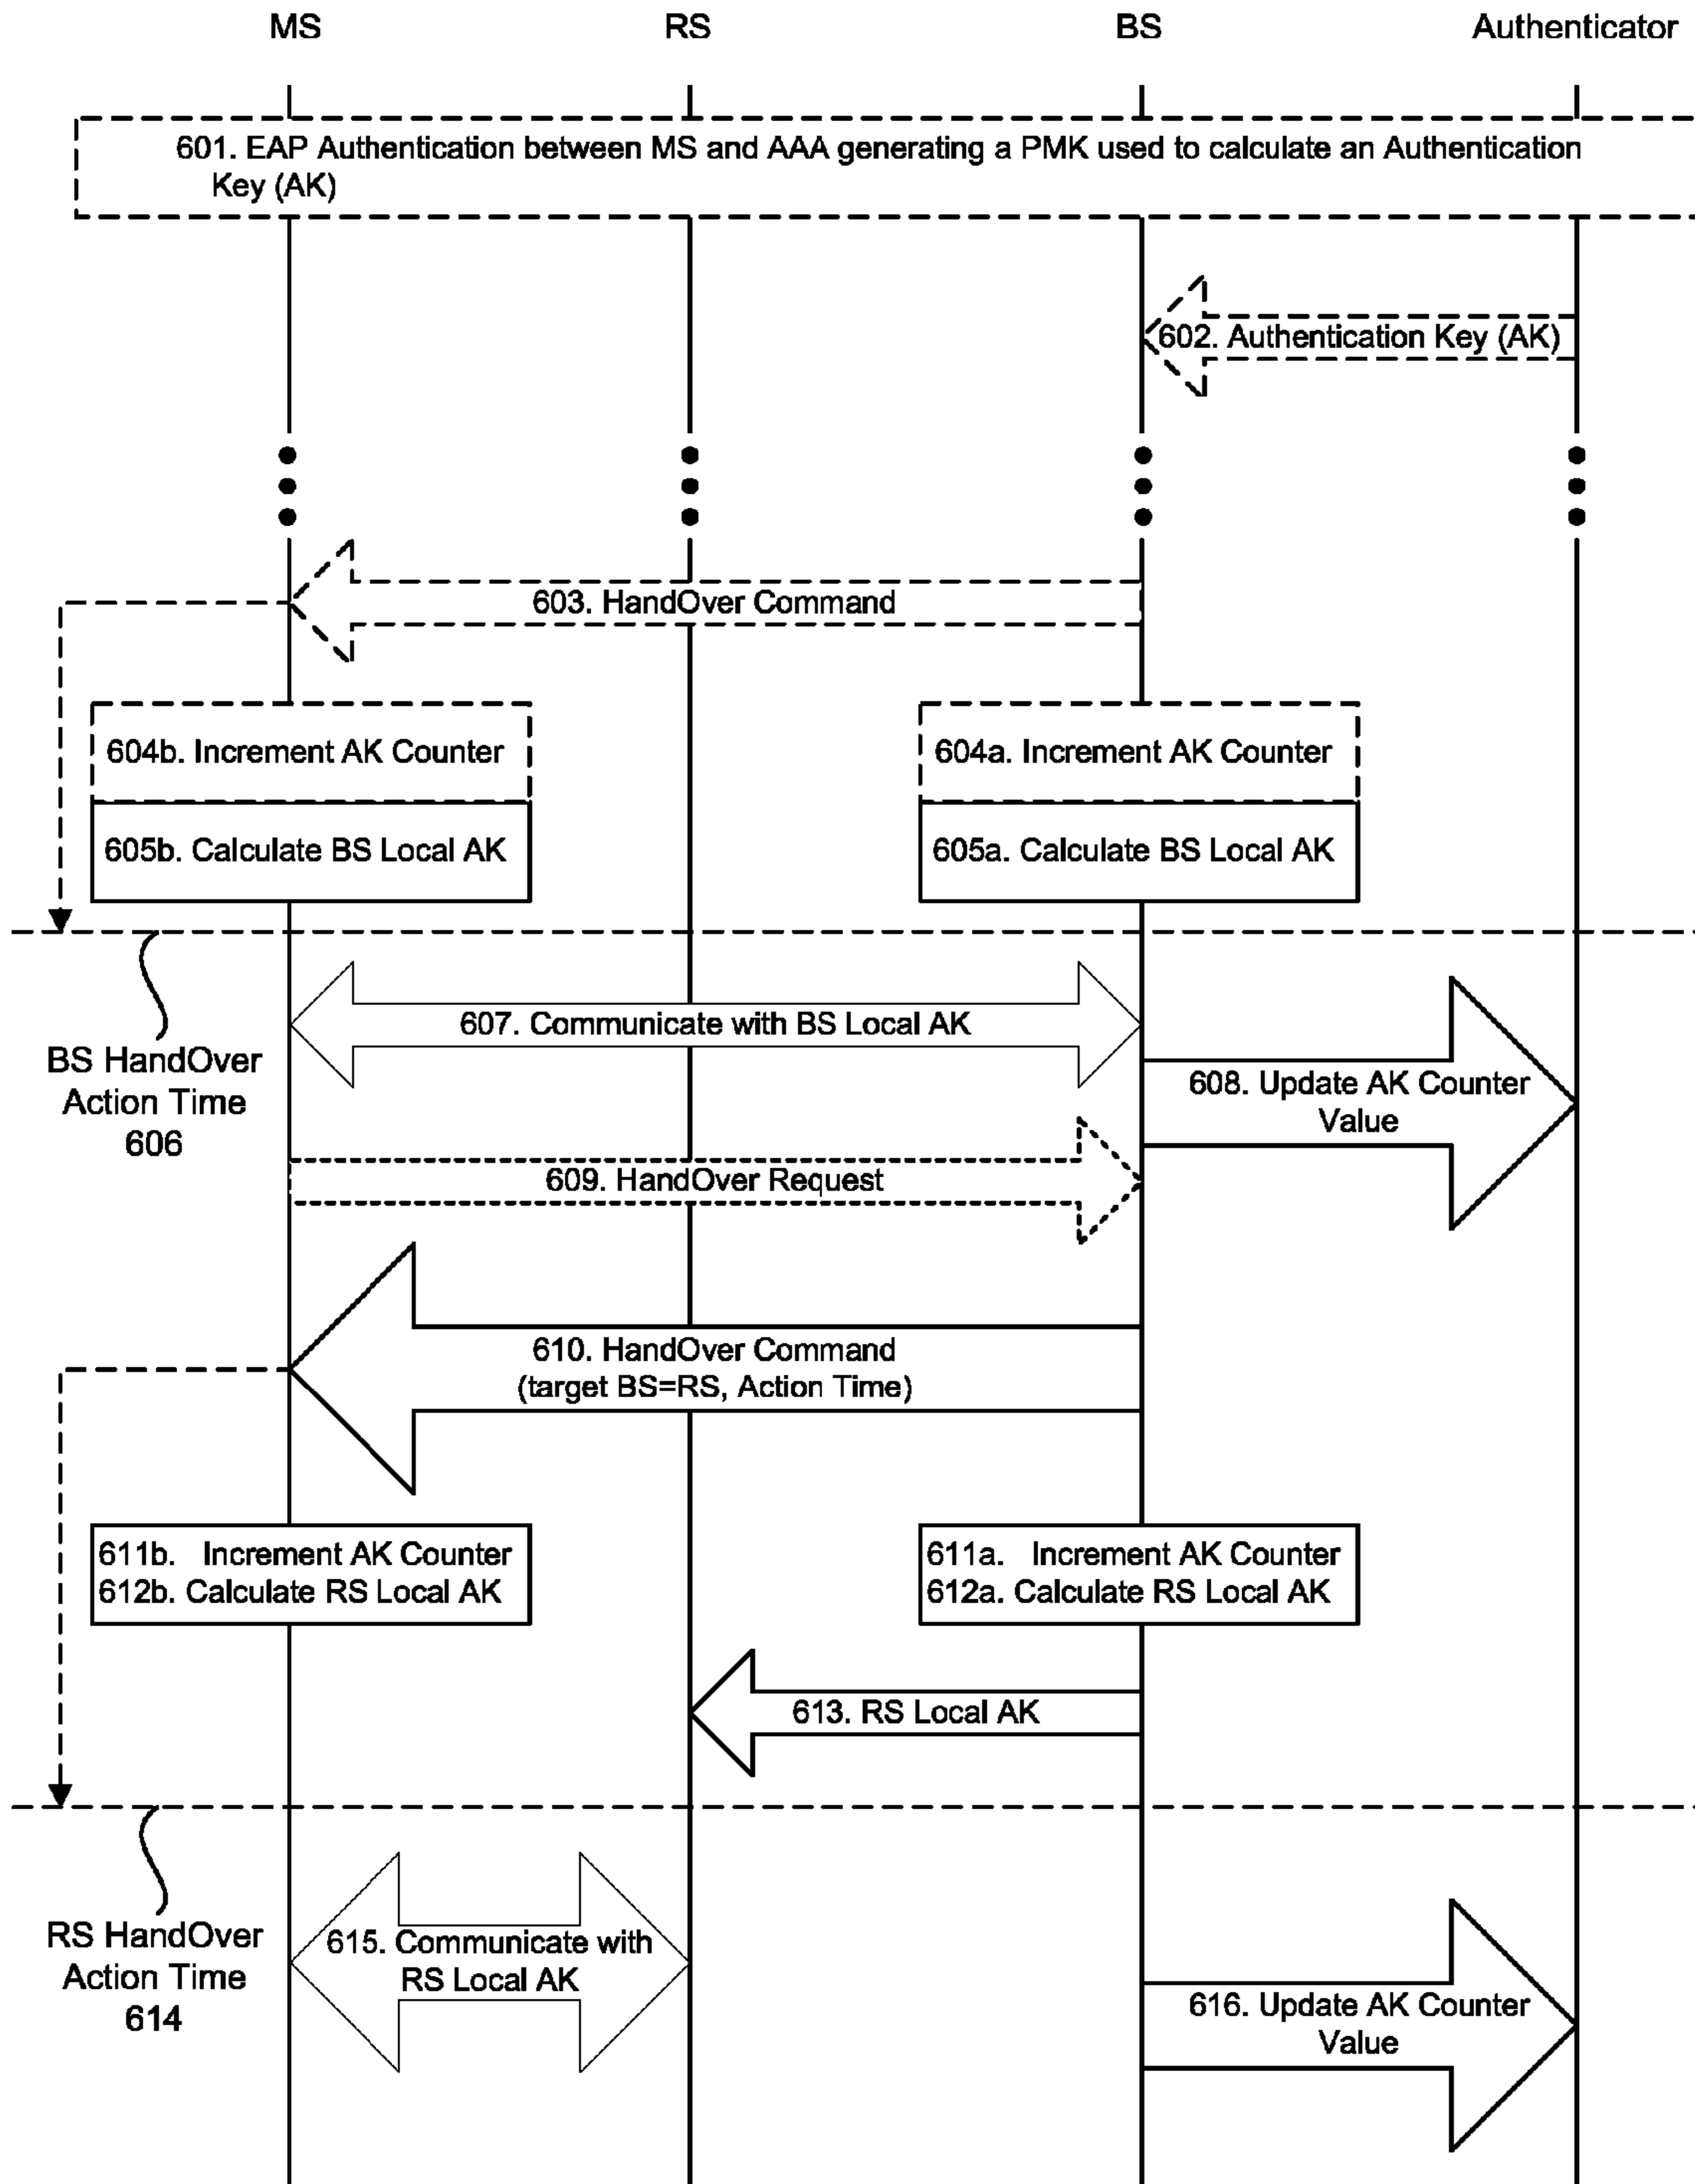 MS
RS
BS
Authenticator
601. EAP Authentication between MS and AAA generating a PMK used to calculate an Authentication
Key (AK)
602. Authentication Key (AK)
603. HandOver Command
604b. Increment AK Counter
604a. Increment AK Counter
605b. Calculate BS Local AK
605a. Calculate BS Local AK
607. Communicate with BS Local AK
BS HandOver
Action Time
606
608. Update AK Counter
Value
609. HandOver Request
610. HandOver Command
(target BS=RS, Action Time)
611b. Increment AK Counter
612b. Calculate RS Local AK
611a. Increment AK Counter
612a. Calculate RS Local AK
613. RS Local AK
RS HandOver
Action Time
614
615. Communicate with
RS Local AK
616. Update AK Counter
Value